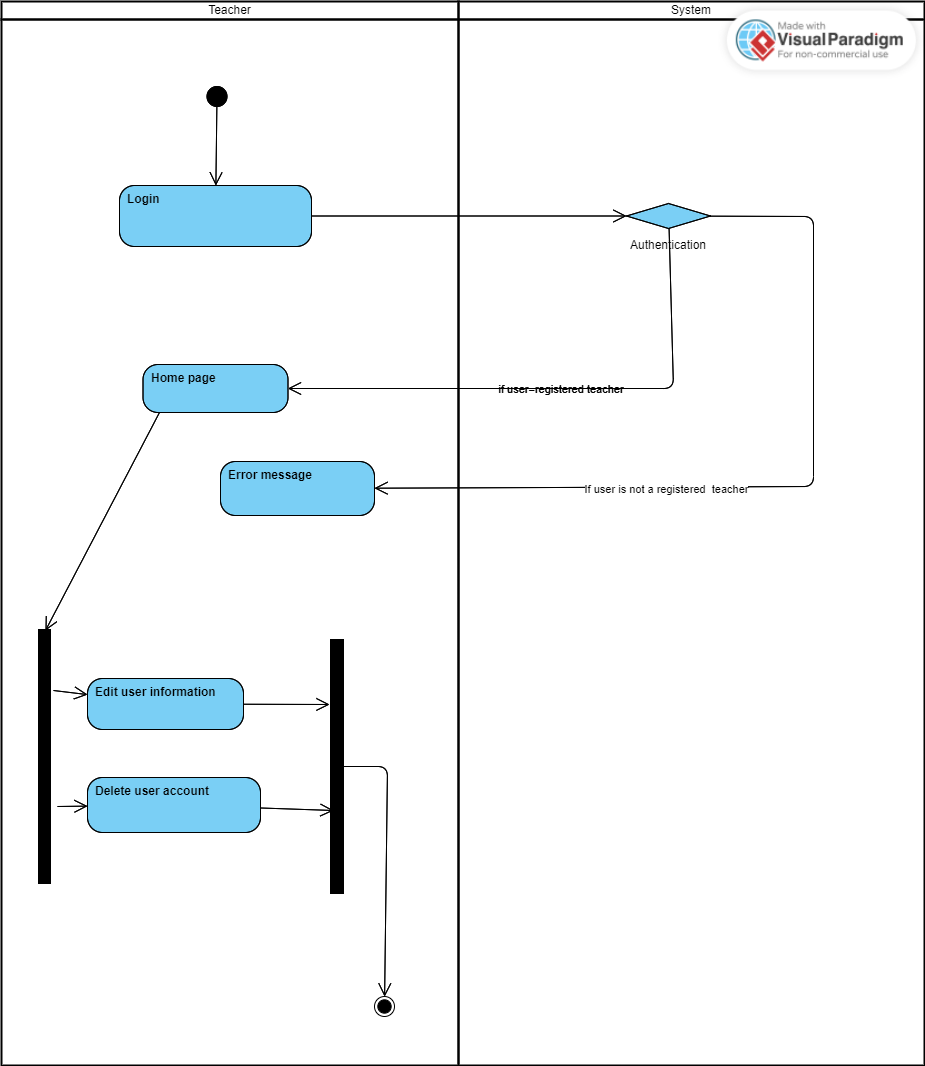 Teacher
System
Made with
Visual Paradigm
For non-commercial use
Login
Authentication
Home page
if user-registered teacher
Error message
If user is not a registered teacher
Edit user information
Delete user account